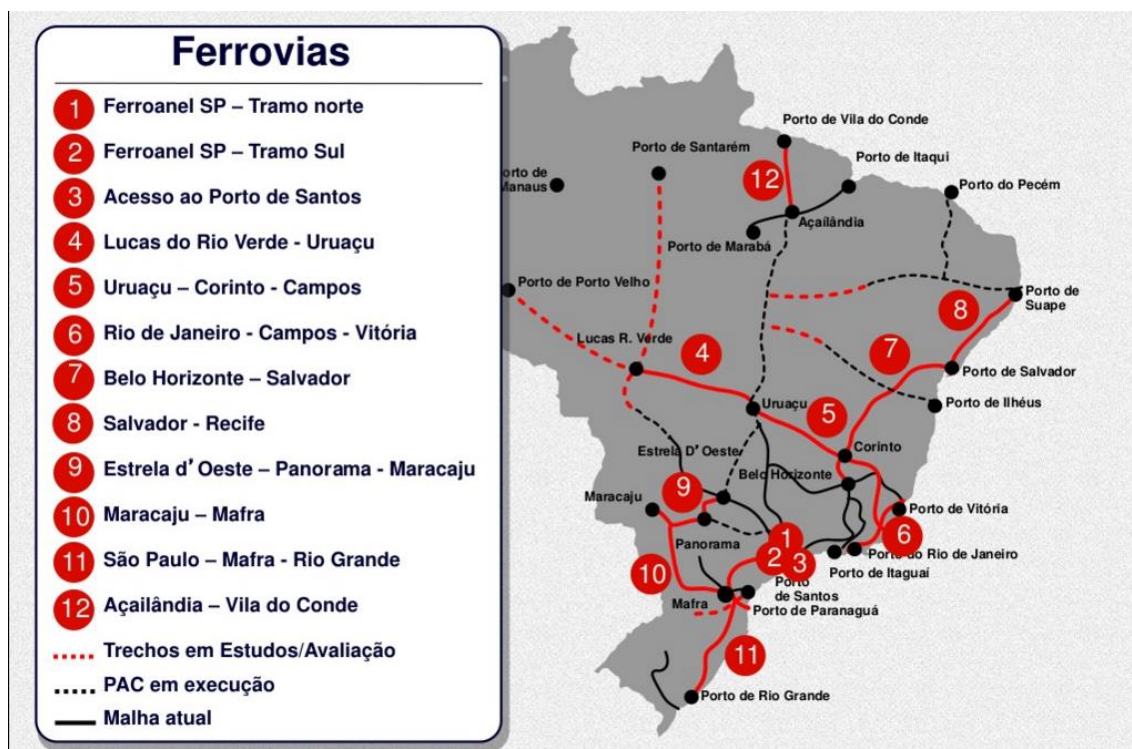 Ferrovias
1 Ferroanel SP – Tramo norte
2 Ferroanel SP – Tramo Sul
3 Acesso ao Porto de Santos
4 Lucas do Rio Verde - Uruaçu
5 Uruaçu – Corinto - Campos
6 Rio de Janeiro - Campos - Vitória
7 Belo Horizonte – Salvador
8 Salvador - Recife
9 Estrela d’Oeste – Panorama - Maracaju
10 Maracaju – Mafra
11 São Paulo – Mafra - Rio Grande
12 Açailândia – Vila do Conde
Trechos em Estudos/Avaliação
PAC em execução
Malha atual
Porto de Vila do Conde
Porto de Santarém
Porto de Itaqui
orto de
Manaus
12
Porto do Pecém
Açaílândia
Porto de Marabá
Porto de Porto Velho
Porto de
Suape
8
Lucas R. Verde
4
7
Porto de Salvador
Uruaçu
5
Porto de Ilhéus
Corinto
Estrela D’Oeste
Belo Horizonte
9
Maracaju
Porto de Vitória
6
1
Panorama
2
3
Porto do Rio de Janeiro
10
Porto de Itaguaí
Porto
de Santos
Mafra
Porto de Paranaguá
11
Porto de Rio Grande